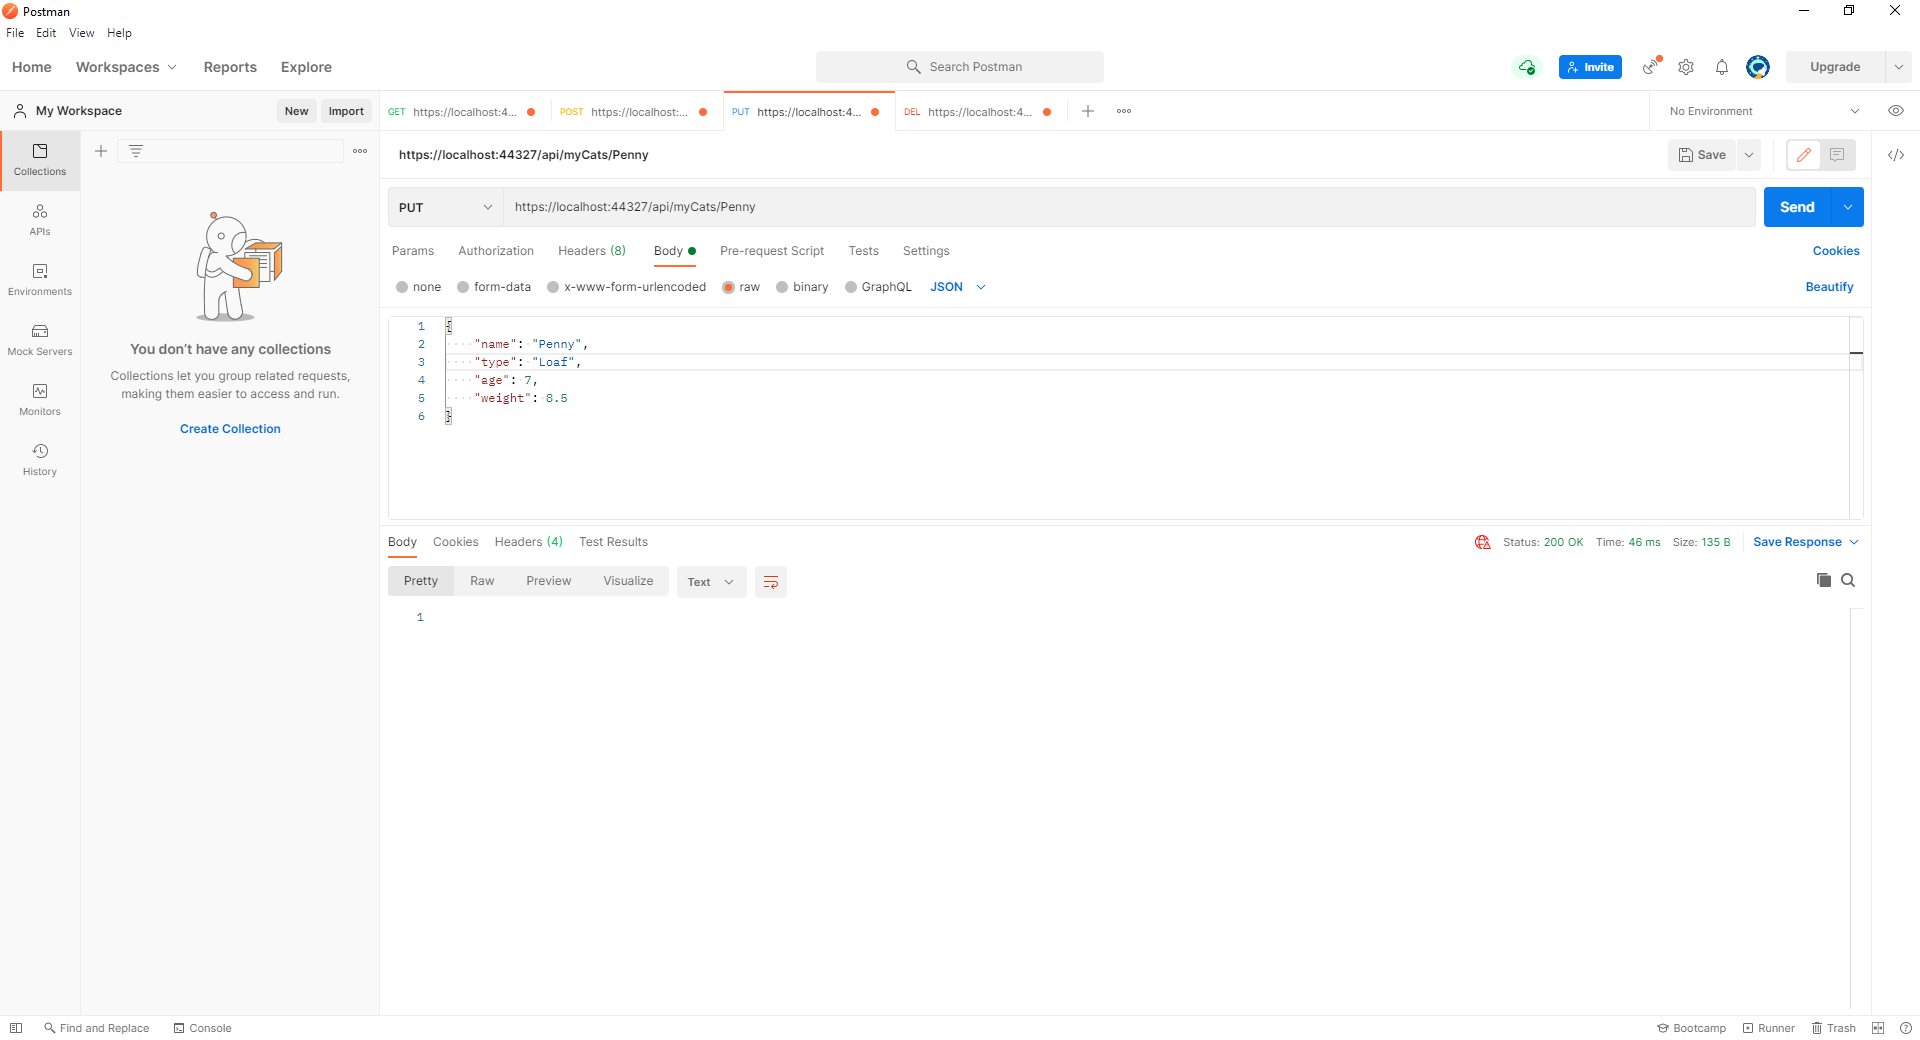 Postman
File Edit View Help
Home Workspaces Reports Explore Search Postman Invite Upgrade
My Workspace New Import GET https://localhost:4... POST https://localhost:... PUT https://localhost:4... DEL https://localhost:4... No Environment
https://localhost:44327/api/myCats/Penny Save
Collections
PUT https://localhost:44327/api/myCats/Penny Send
APIs
Params Authorization Headers (8) Body Pre-request Script Tests Settings Cookies
none form-data x-www-form-urlencoded raw binary GraphQL JSON Beautify
Environments
1 {
2 "name": "Penny",
3 "type": "Loaf",
4 "age": 7,
5 "weight": 8.5
6 }
Mock Servers
Monitors
History
You don't have any collections
Collections let you group related requests,
making them easier to access and run.
Create Collection
Body Cookies Headers (4) Test Results Status: 200 OK Time: 46 ms Size: 135 B Save Response
Pretty Raw Preview Visualize Text
1
Find and Replace Console Bootcamp Runner Trash